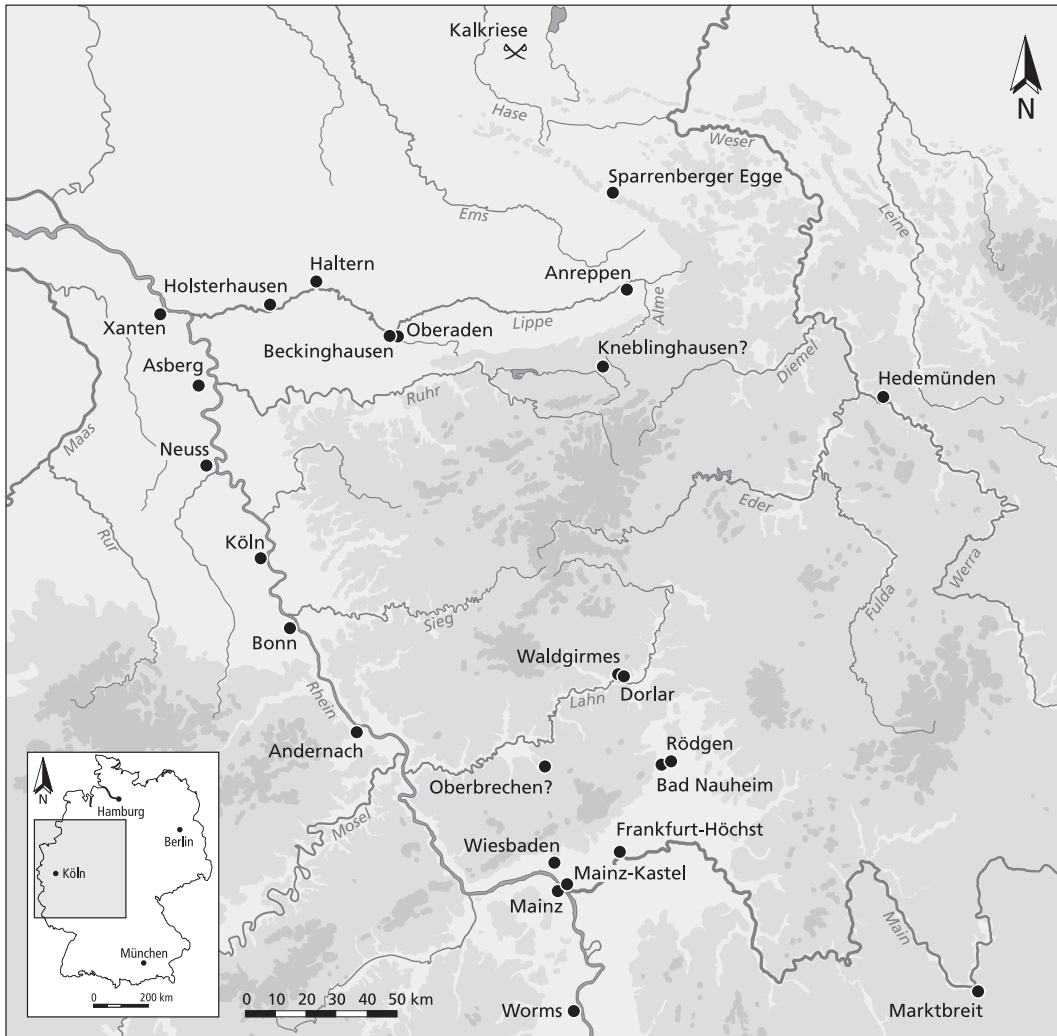 Kalkriese
N
Hase
Weser
Sparrenberger Egge
Ems
Leine
Haltern
Anreppen
Holsterhausen
Alme
Xanten
Lippe
Oberaden
Beckinghausen
Kneblinghausen?
Asberg
Diemel
Hedemünden
Ruhr
Maas
Neuss
Eder
Rur
Köln
Werra
Fulda
Sieg
Bonn
Waldgirmes
Rhein
Lahn
Dorlar
Andernach
Rödgen
Oberbrechen?
Bad Nauheim
Mosel
Frankfurt-Höchst
Wiesbaden
Mainz-Kastel
Mainz
Main
Marktbreit
Worms
N
Hamburg
Berlin
Köln
München
0 200 km
0 10 20 30 40 50 km